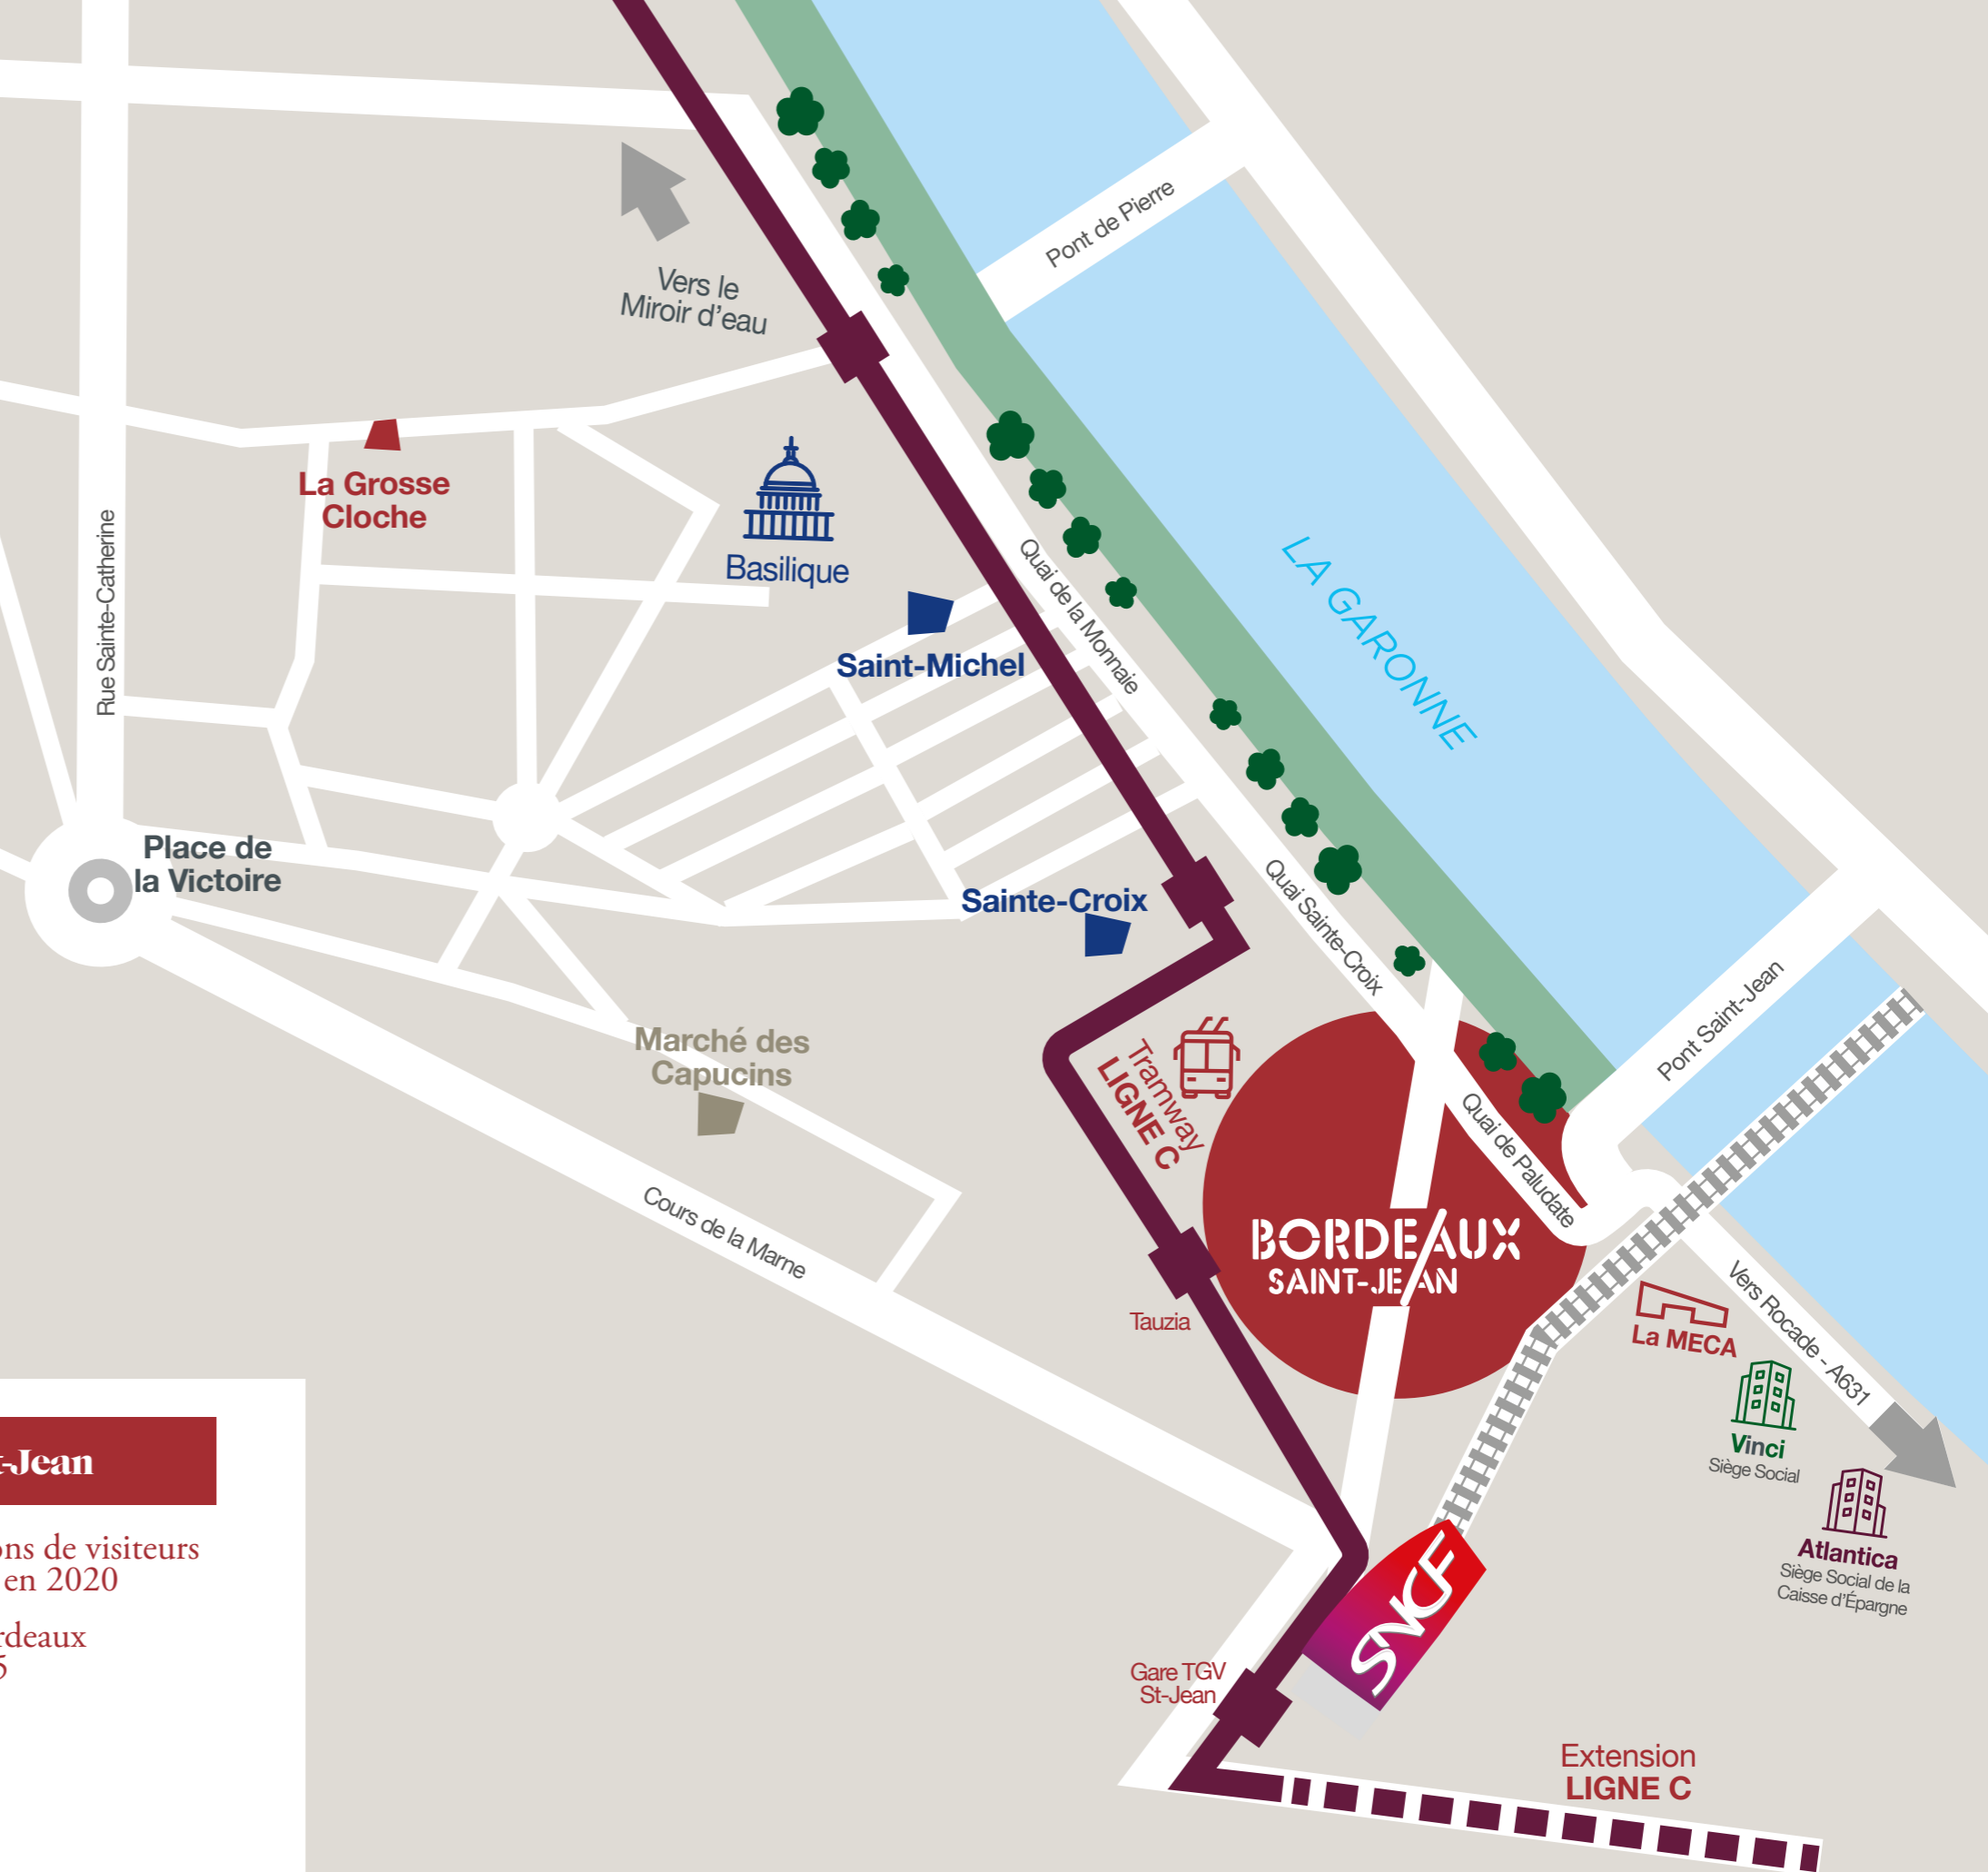 Pont de Pierre
Vers le
Miroir d'eau
La Grosse
Cloche
Rue Sainte-Catherine
Basilique
Quai de la Monnaie
LA GARONNE
Saint-Michel
Place de
la Victoire
Sainte-Croix
Quai Sainte-Croix
Pont Saint-Jean
Marché des
Capucins
Tramway
LIGNE C
Quai de Paludate
Cours de la Marne
BORDEAUX
SAINT-JEAN
Tauzia
Vers Rocade - A631
La MECA
Vinci
Siège Social
Atlantica
Siège Social de la
Caisse d'Épargne
SNCF
Gare TGV
St-Jean
Extension
LIGNE C
t-Jean
ons de visiteurs
en 2020
rdeaux
5